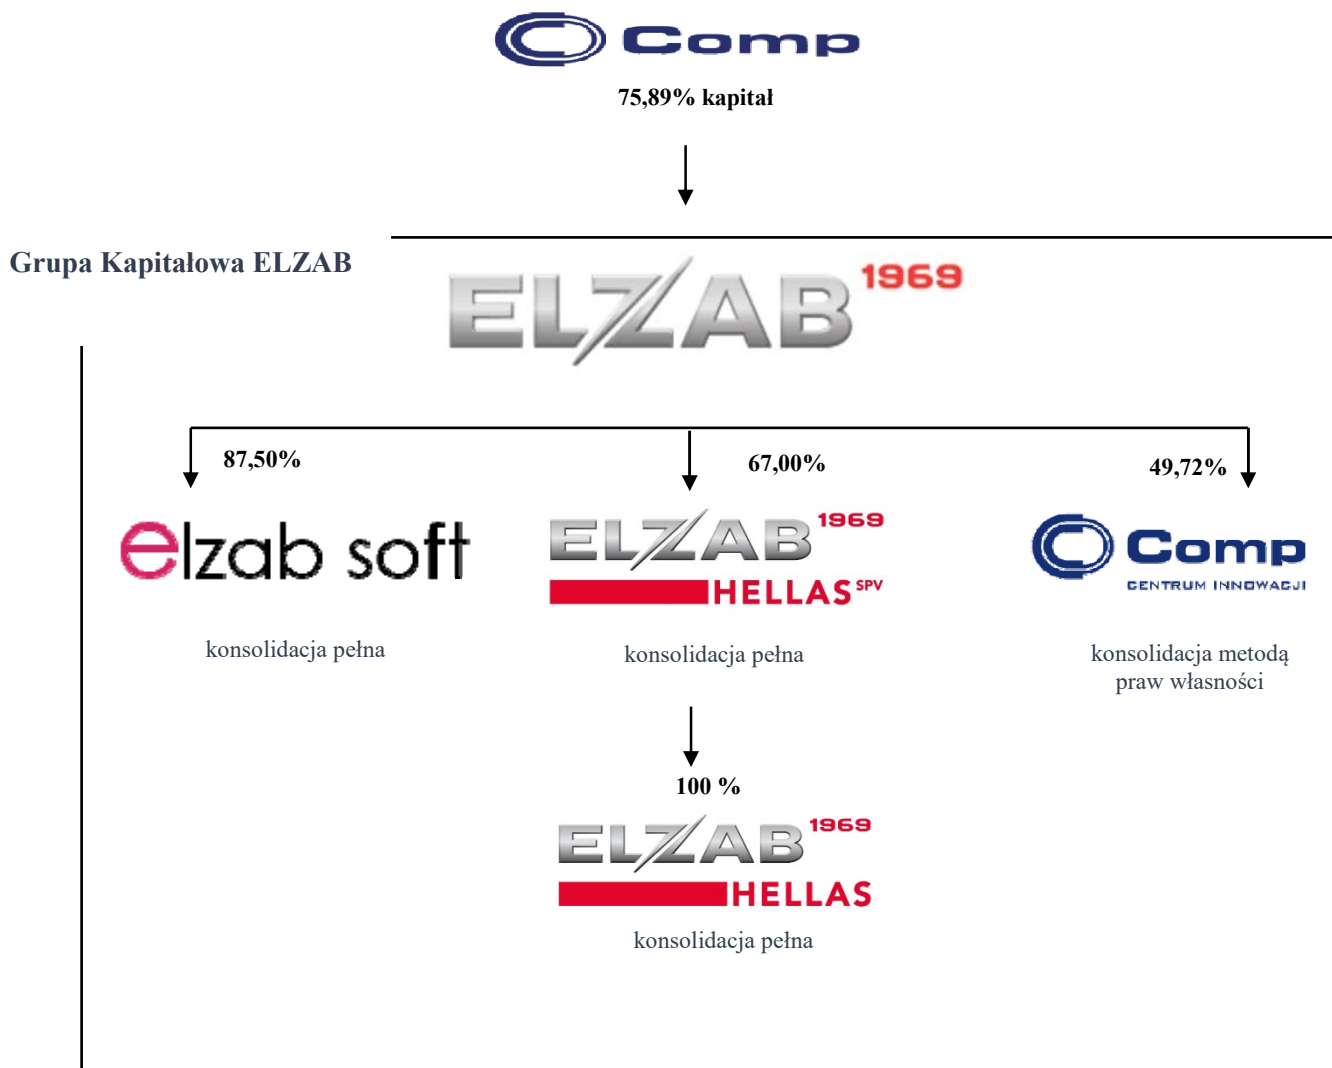 Comp
75,89% kapitał
Grupa Kapitałowa ELZAB
ELZAB 1969
87,50%
67,00%
49,72%
elzab soft
ELZAB 1969
HELLAS SPV
Comp
CENTRUM INNOWACJI
konsolidacja pełna
konsolidacja pełna
konsolidacja metodą
praw własności
100 %
ELZAB 1969
HELLAS
konsolidacja pełna